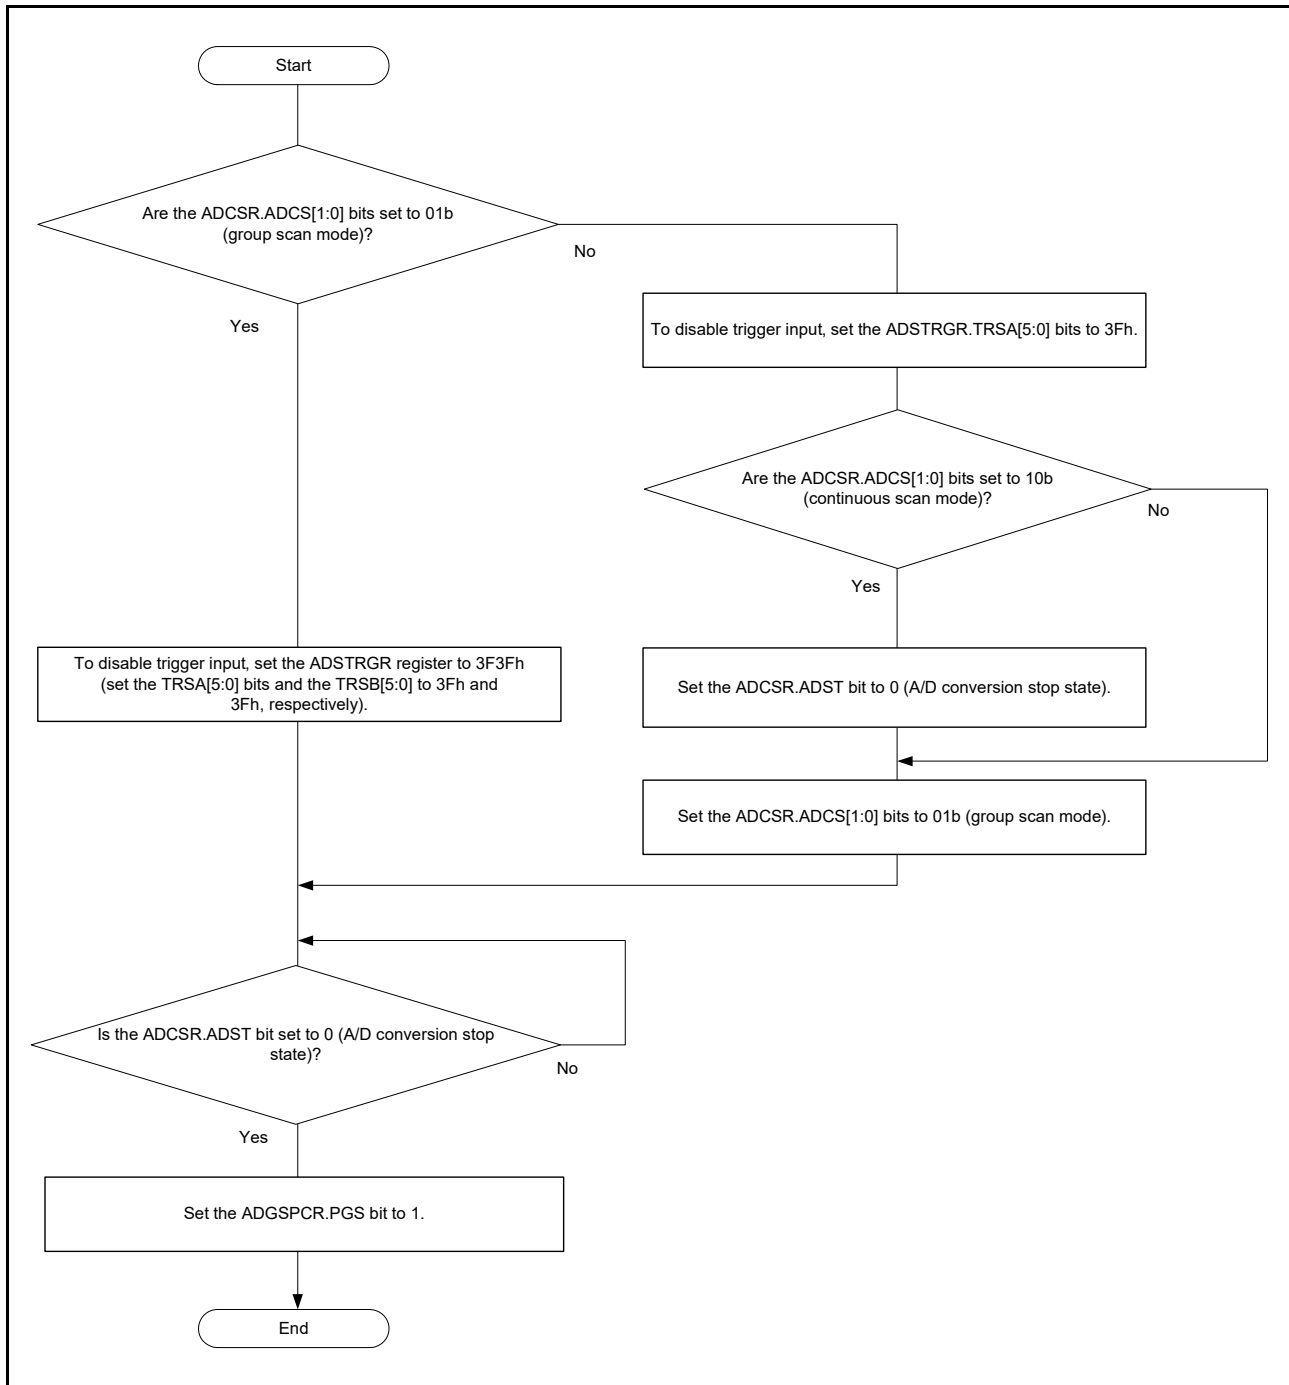 Start
Are the ADCSR.ADCS[1:0] bits set to 01b
(group scan mode)?
No
Yes
To disable trigger input, set the ADSTRGR.TRSA[5:0] bits to 3Fh.
Are the ADCSR.ADCS[1:0] bits set to 10b
(continuous scan mode)?
No
Yes
To disable trigger input, set the ADSTRGR register to 3F3Fh
(set the TRSA[5:0] bits and the TRSB[5:0] to 3Fh and
3Fh, respectively).
Set the ADCSR.ADST bit to 0 (A/D conversion stop state).
Set the ADCSR.ADCS[1:0] bits to 01b (group scan mode).
Is the ADCSR.ADST bit set to 0 (A/D conversion stop
state)?
No
Yes
Set the ADGSPCR.PGS bit to 1.
End